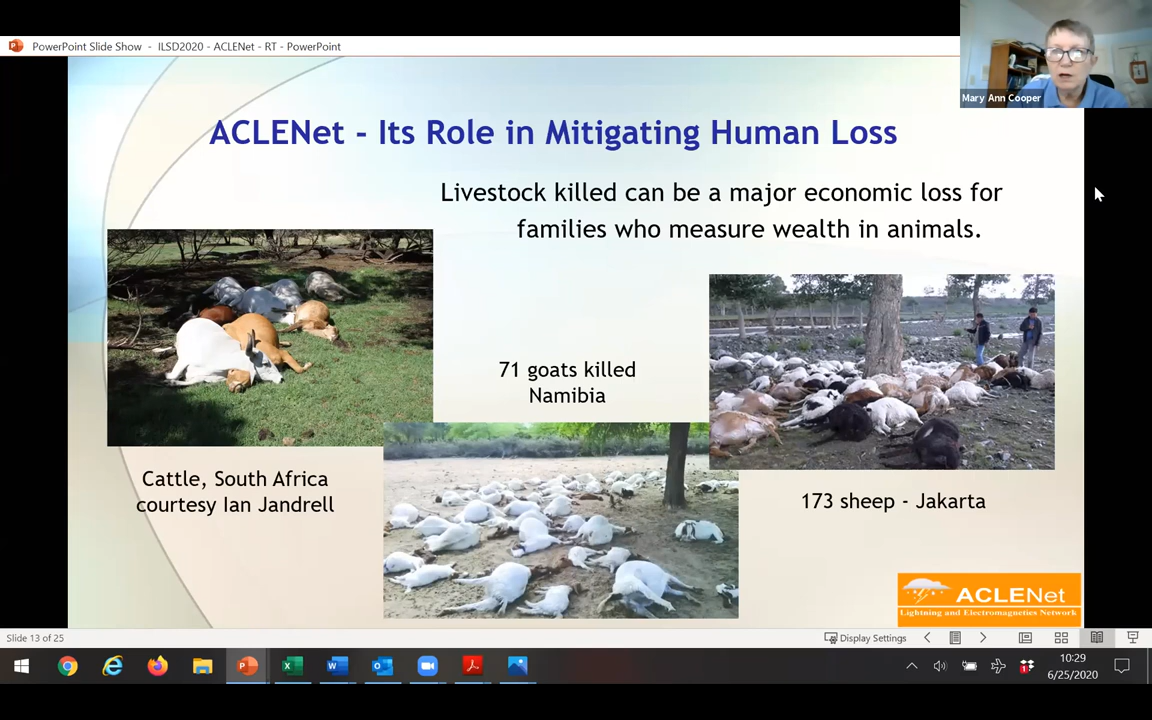 PowerPoint Slide Show - ILSD2020 - ACLENet - RT - PowerPoint
Mary Ann Cooper
ACLENet - Its Role in Mitigating Human Loss
Livestock killed can be a major economic loss for
families who measure wealth in animals.
71 goats killed
Namibia
Cattle, South Africa
courtesy Ian Jandrell
173 sheep - Jakarta
ACLENet
Lightning and Electromagnetics Network
Slide 13 of 25
Display Settings
10:29
6/25/2020